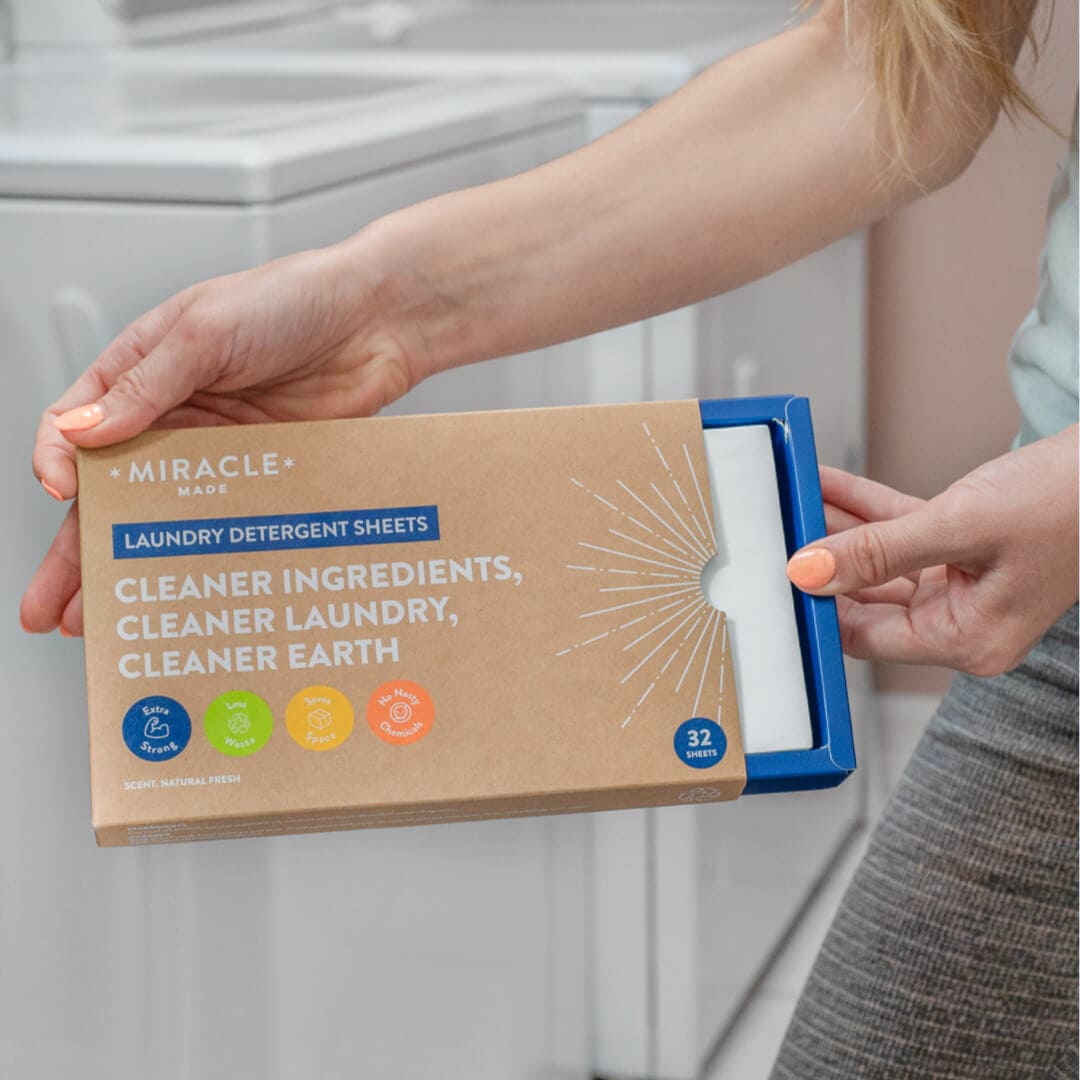 *MIRACLE*
MADE
LAUNDRY DETERGENT SHEETS
CLEANER INGREDIENTS,
CLEANER LAUNDRY,
CLEANER EARTH
Extra
Strong
Less
Waste
Saves
Space
No Nasty
Chemicals
32
SHEETS
SCENT: NATURAL FRESH